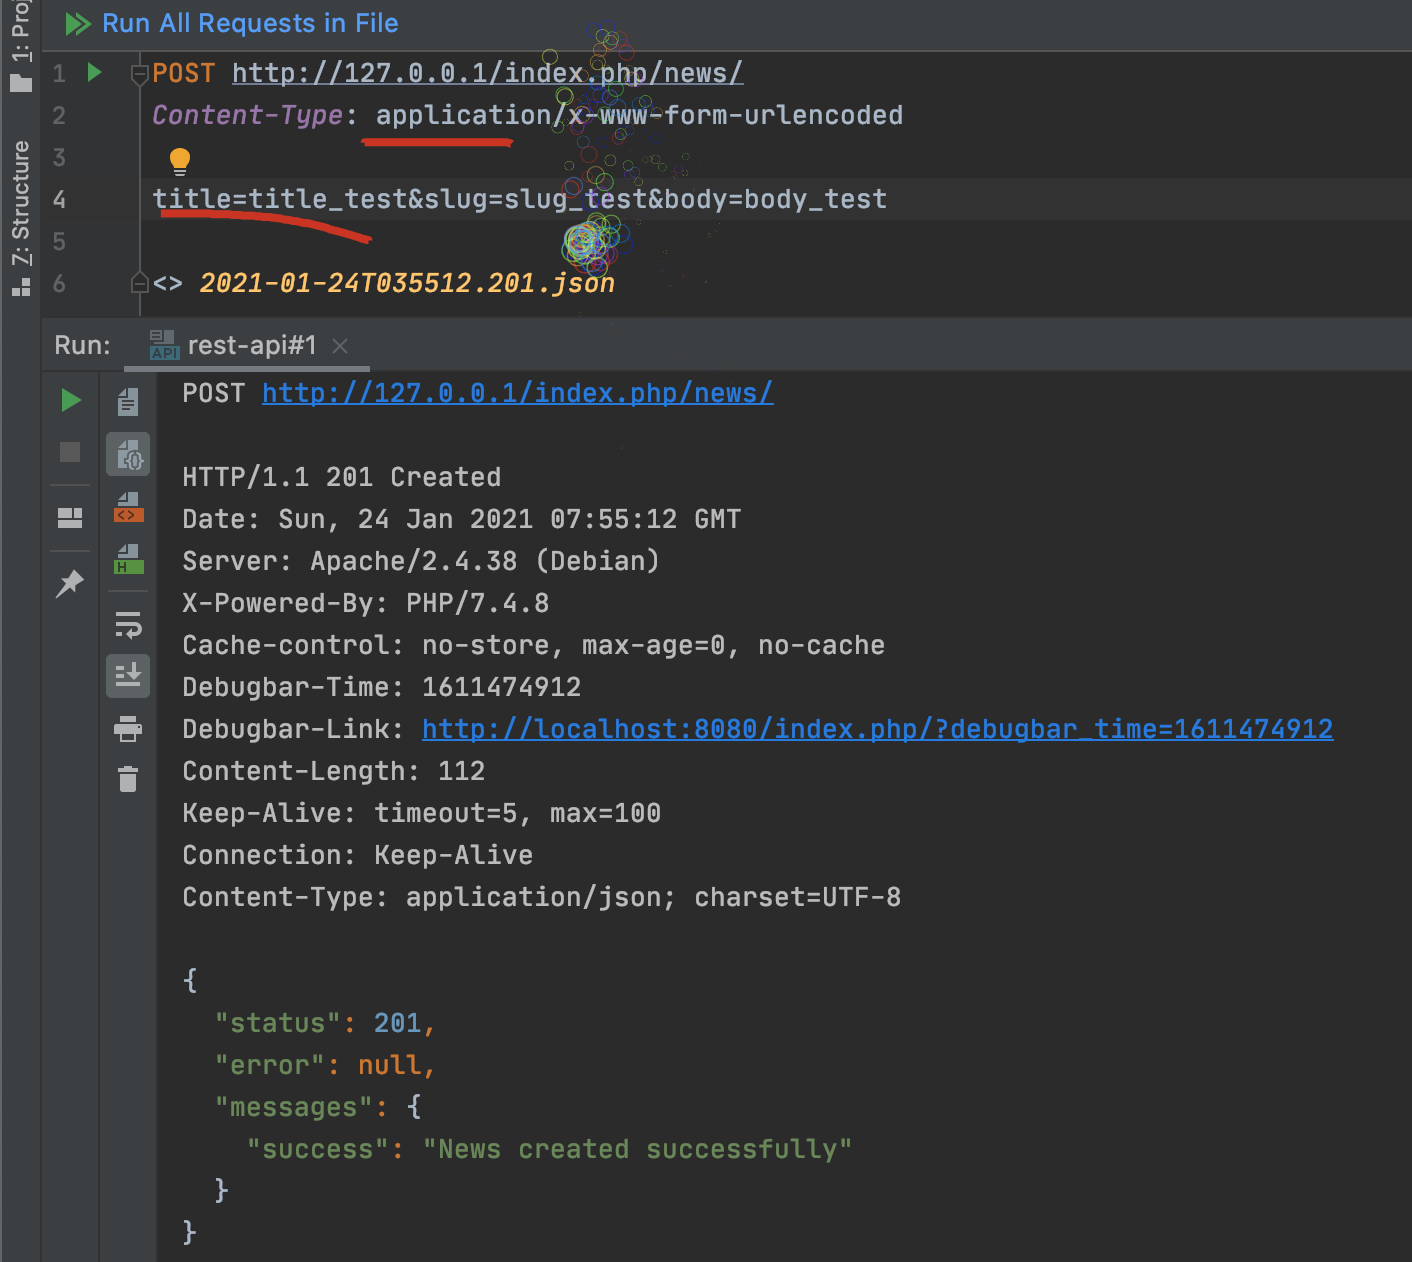 1: Proj
7: Structure
Run All Requests in File
1 POST http://127.0.0.1/index.php/news/
2 Content-Type: application/x-www-form-urlencoded
3
4 title=title_test&slug=slug_test&body=body_test
5
6 <> 2021-01-24T035512.201.json
Run: API rest-api#1
POST http://127.0.0.1/index.php/news/
HTTP/1.1 201 Created
Date: Sun, 24 Jan 2021 07:55:12 GMT
Server: Apache/2.4.38 (Debian)
X-Powered-By: PHP/7.4.8
Cache-control: no-store, max-age=0, no-cache
Debugbar-Time: 1611474912
Debugbar-Link: http://localhost:8080/index.php/?debugbar_time=1611474912
Content-Length: 112
Keep-Alive: timeout=5, max=100
Connection: Keep-Alive
Content-Type: application/json; charset=UTF-8
{
"status": 201,
"error": null,
"messages": {
"success": "News created successfully"
}
}